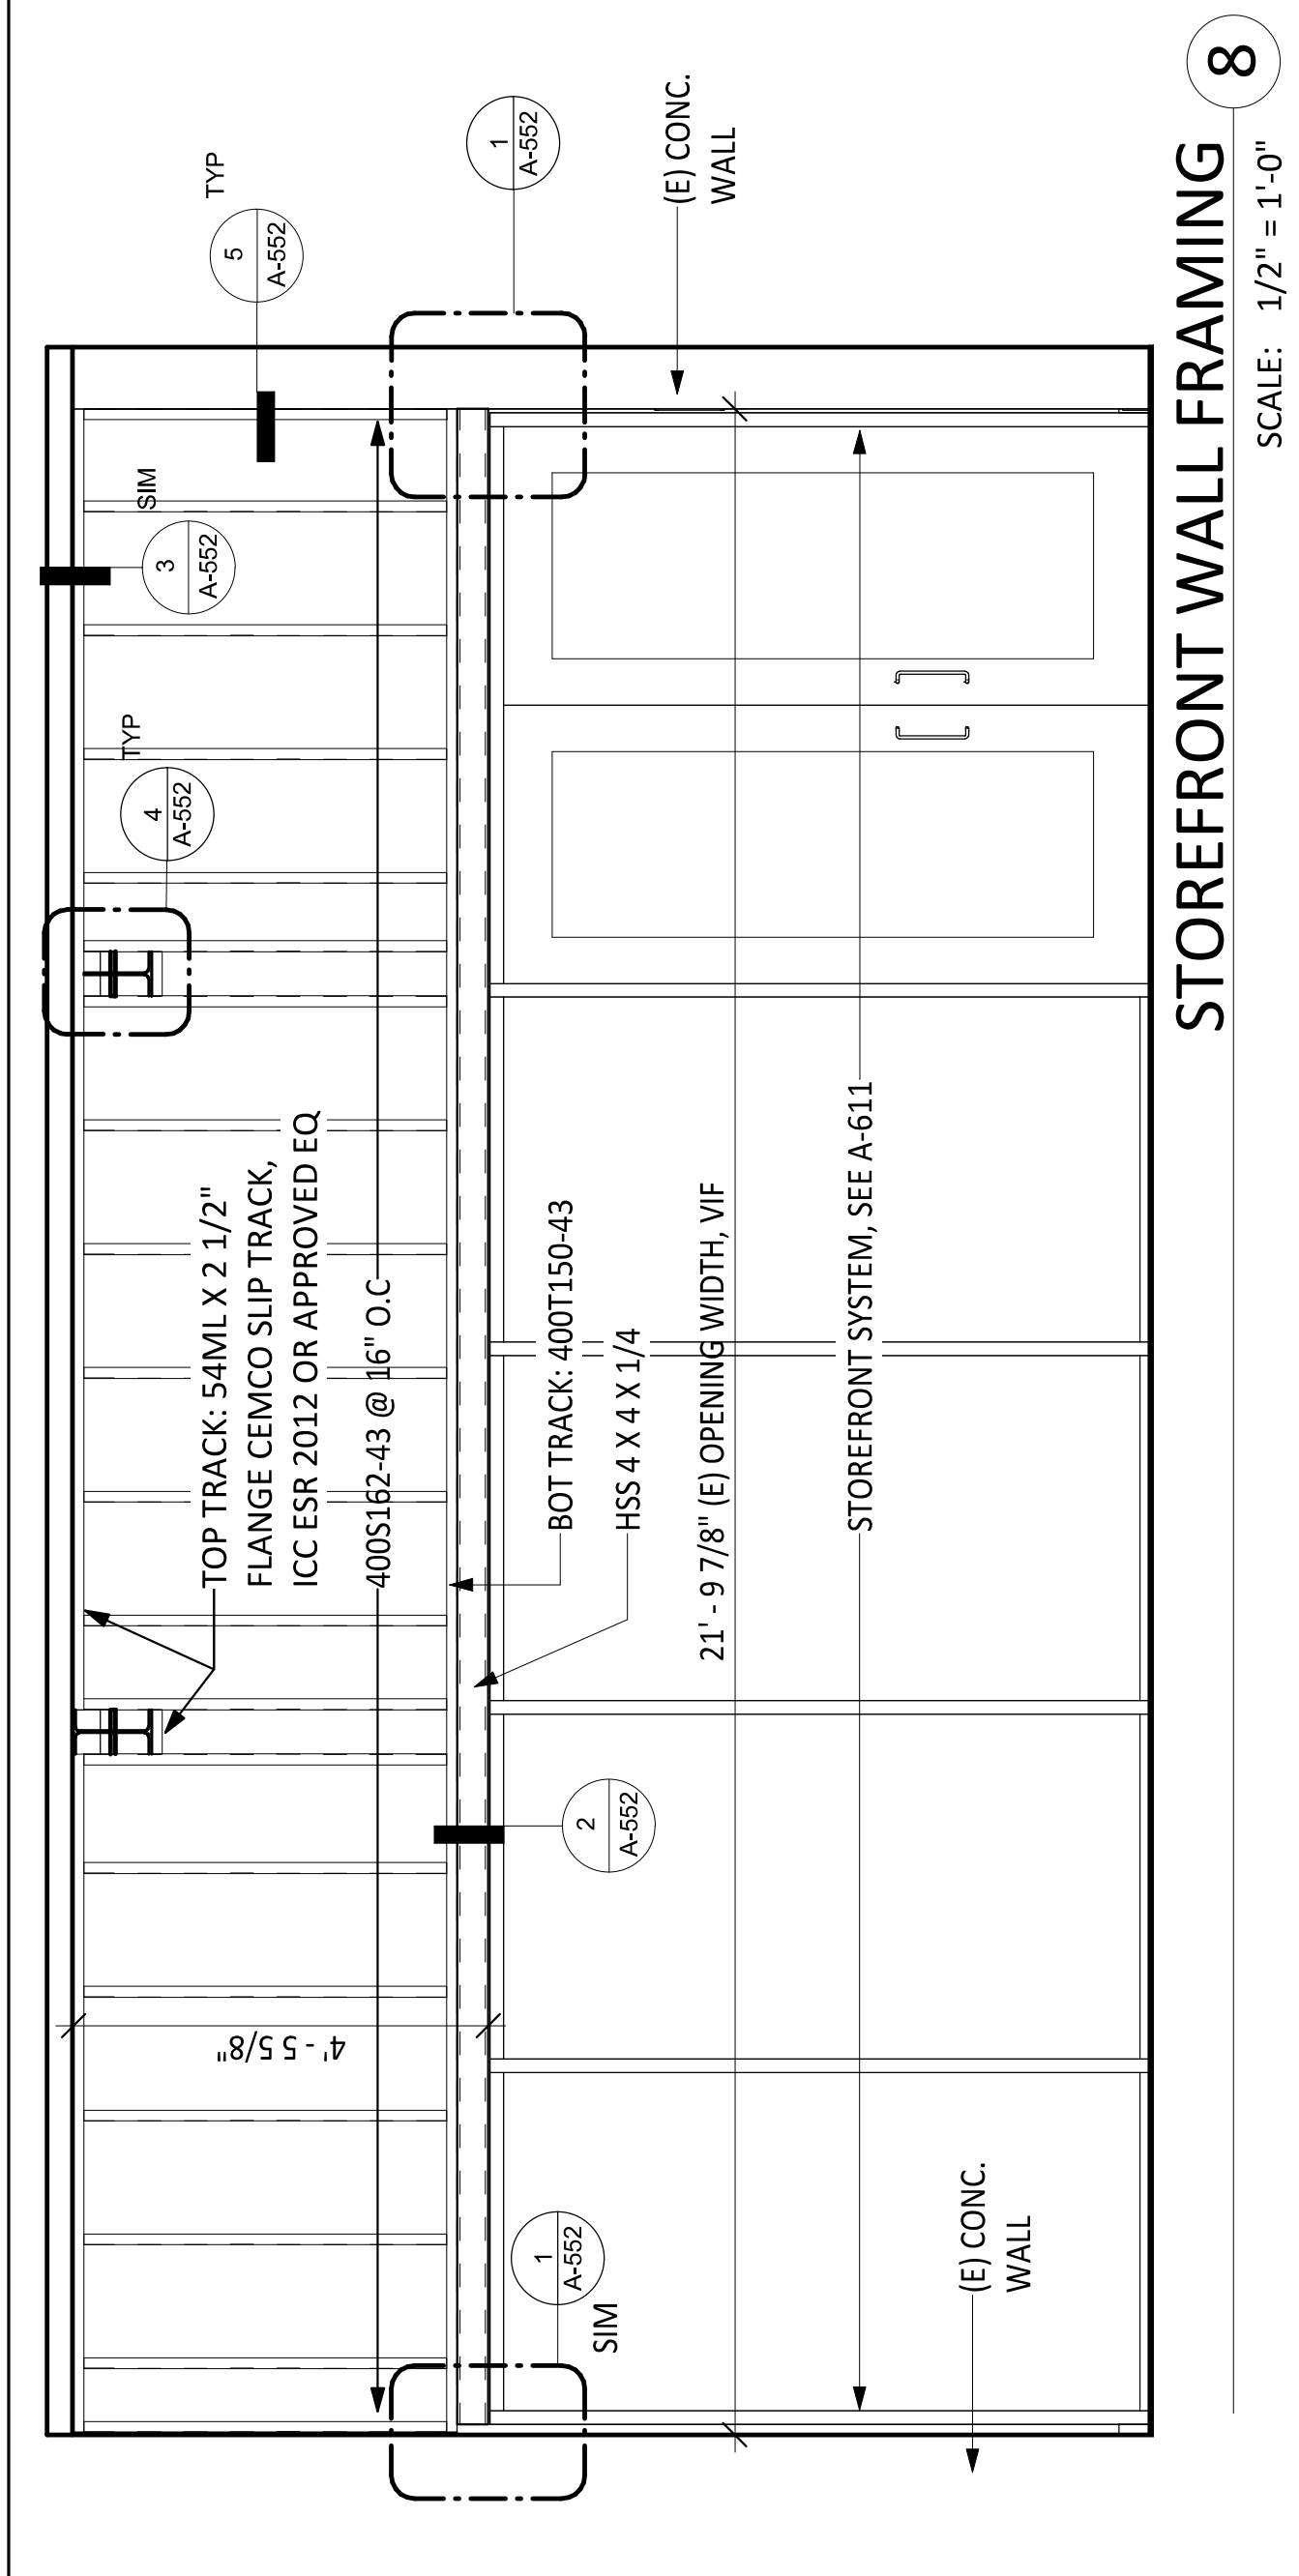 3
A-552
SIM
4
A-552
TYP
5
A-552
TYP
TOP TRACK: 54ML X 2 1/2"
FLANGE CEMCO SLIP TRACK,
ICC ESR 2012 OR APPROVED EQ
4' - 5 5/8"
400S162-43 @ 16" O.C
1
A-552
1
A-552
SIM
2
A-552
BOT TRACK: 400T150-43
HSS 4 X 4 X 1/4
(E) CONC.
WALL
21' - 9 7/8" (E) OPENING WIDTH, VIF
STOREFRONT SYSTEM, SEE A-611
(E) CONC.
WALL
STOREFRONT WALL FRAMING
8
SCALE: 1/2" = 1'-0"